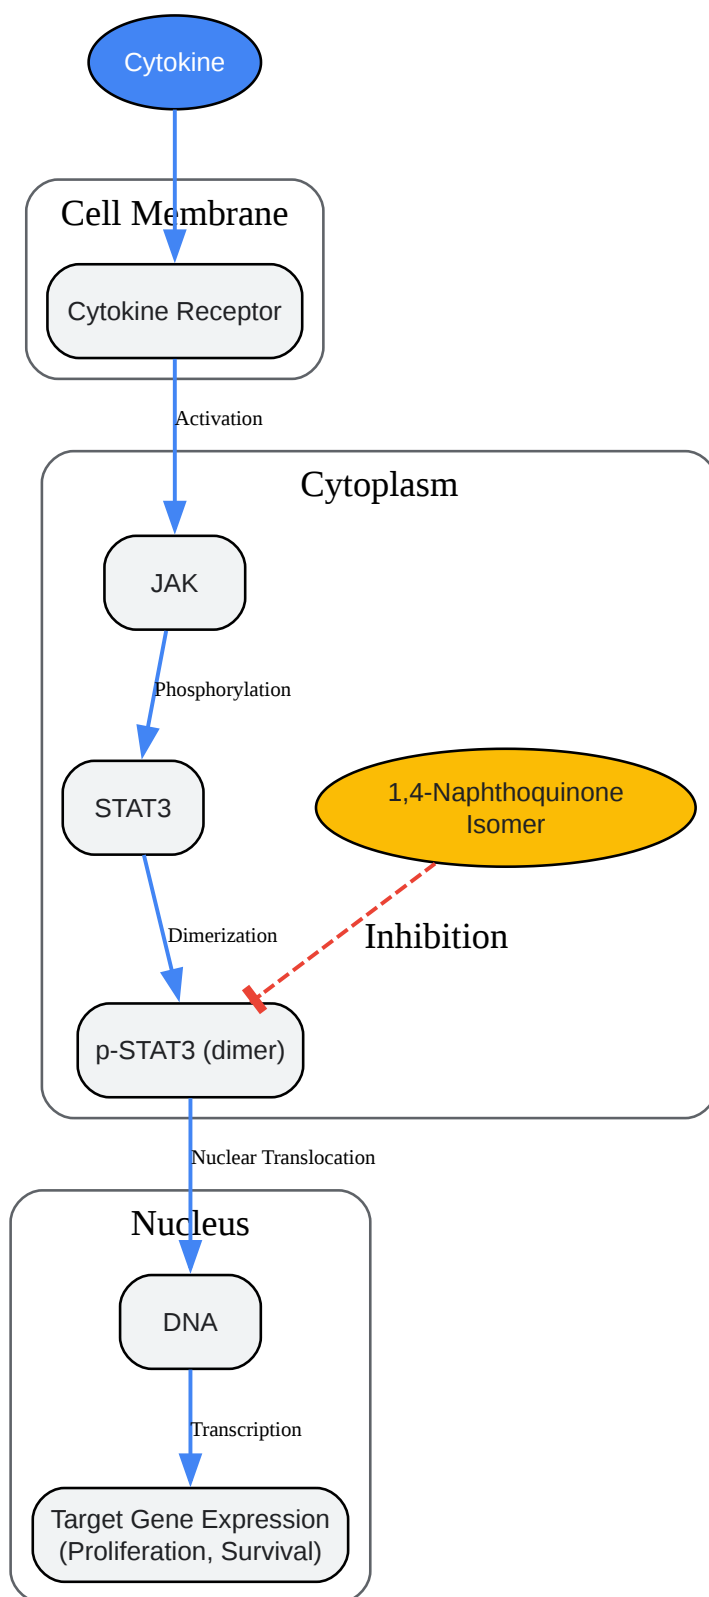 Cytokine
Cell Membrane
Cytokine Receptor
Activation
Cytoplasm
JAK
Phosphorylation
STAT3
1,4-Naphthoquinone
Isomer
Dimerization
Inhibition
p-STAT3 (dimer)
Nuclear Translocation
Nucleus
DNA
Transcription
Target Gene Expression
(Proliferation, Survival)